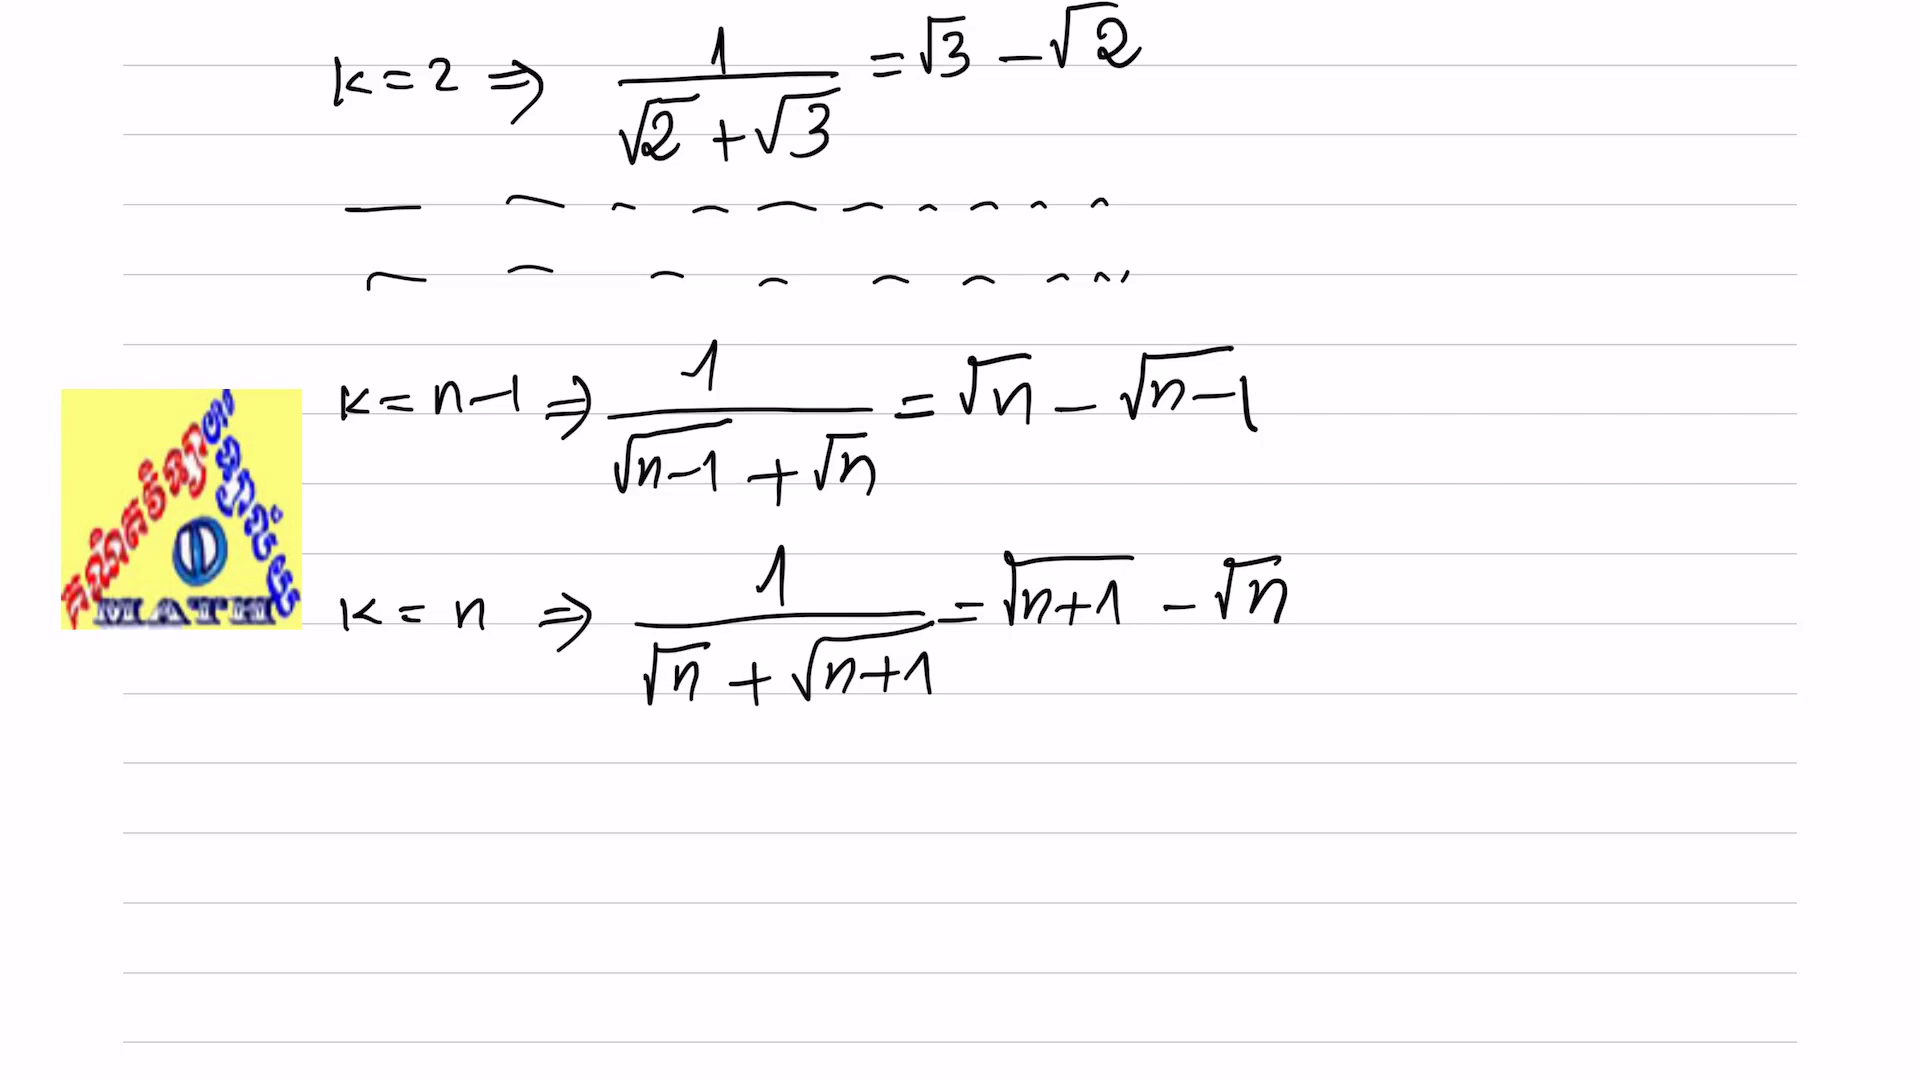 k = 2 ⇒ 1/(√2 + √3) = √3 − √2
k = n−1 ⇒ 1/(√(n−1) + √n) = √n − √(n−1)
k = n ⇒ 1/(√n + √(n+1)) = √(n+1) − √n
MATH